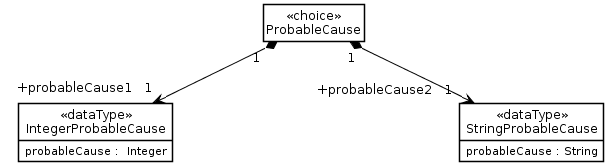 «choice»
ProbableCause
1
1
+probableCause1
1
+probableCause2
1
«dataType»
IntegerProbableCause
probableCause : Integer
«dataType»
StringProbableCause
probableCause : String